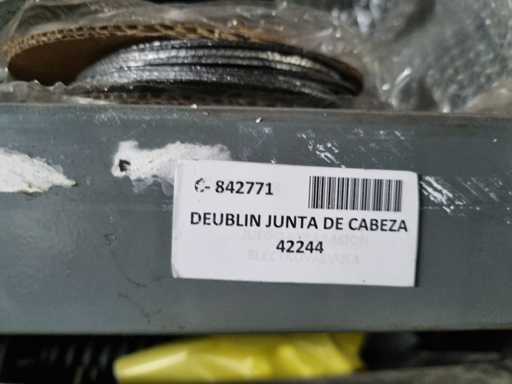 C- 842771
DEUBLIN JUNTA DE CABEZA
42244